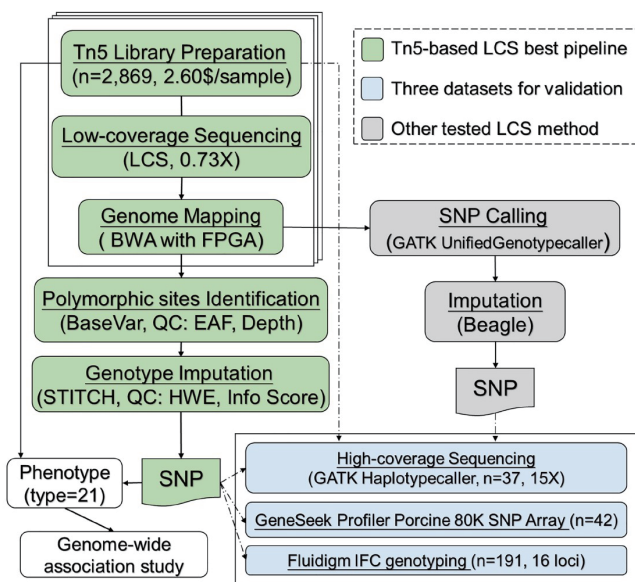 Tn5 Library Preparation
(n=2,869, 2.60$/sample)
Low-coverage Sequencing
(LCS, 0.73X)
Genome Mapping
( BWA with FPGA)
Polymorphic sites Identification
(BaseVar, QC: EAF, Depth)
Genotype Imputation
(STITCH, QC: HWE, Info Score)
SNP
Phenotype
(type=21)
Genome-wide
association study
Tn5-based LCS best pipeline
Three datasets for validation
Other tested LCS method
SNP Calling
(GATK UnifiedGenotypecaller)
Imputation
(Beagle)
SNP
High-coverage Sequencing
(GATK Haplotypecaller, n=37, 15X)
GeneSeek Profiler Porcine 80K SNP Array (n=42)
Fluidigm IFC genotyping (n=191, 16 loci)